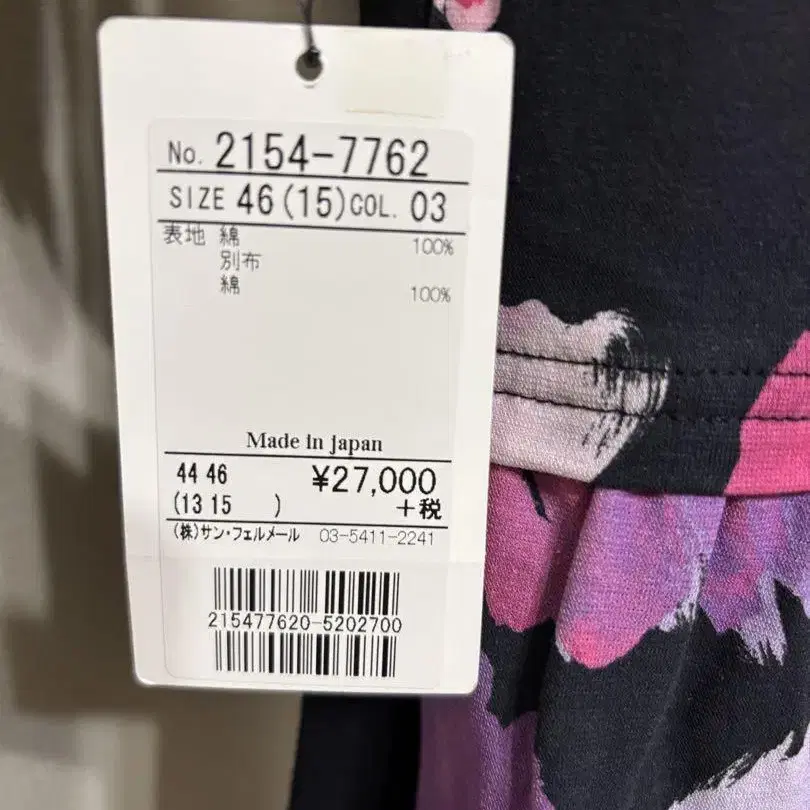 No. 2154-7762
SIZE 46(15)COL. 03
表地 綿 100%
別布
綿 100%
Made in japan
44 46 ¥27,000
(13 15 ) +税
(株)サン・フェルメール 03-5411-2241
215477620-5202700